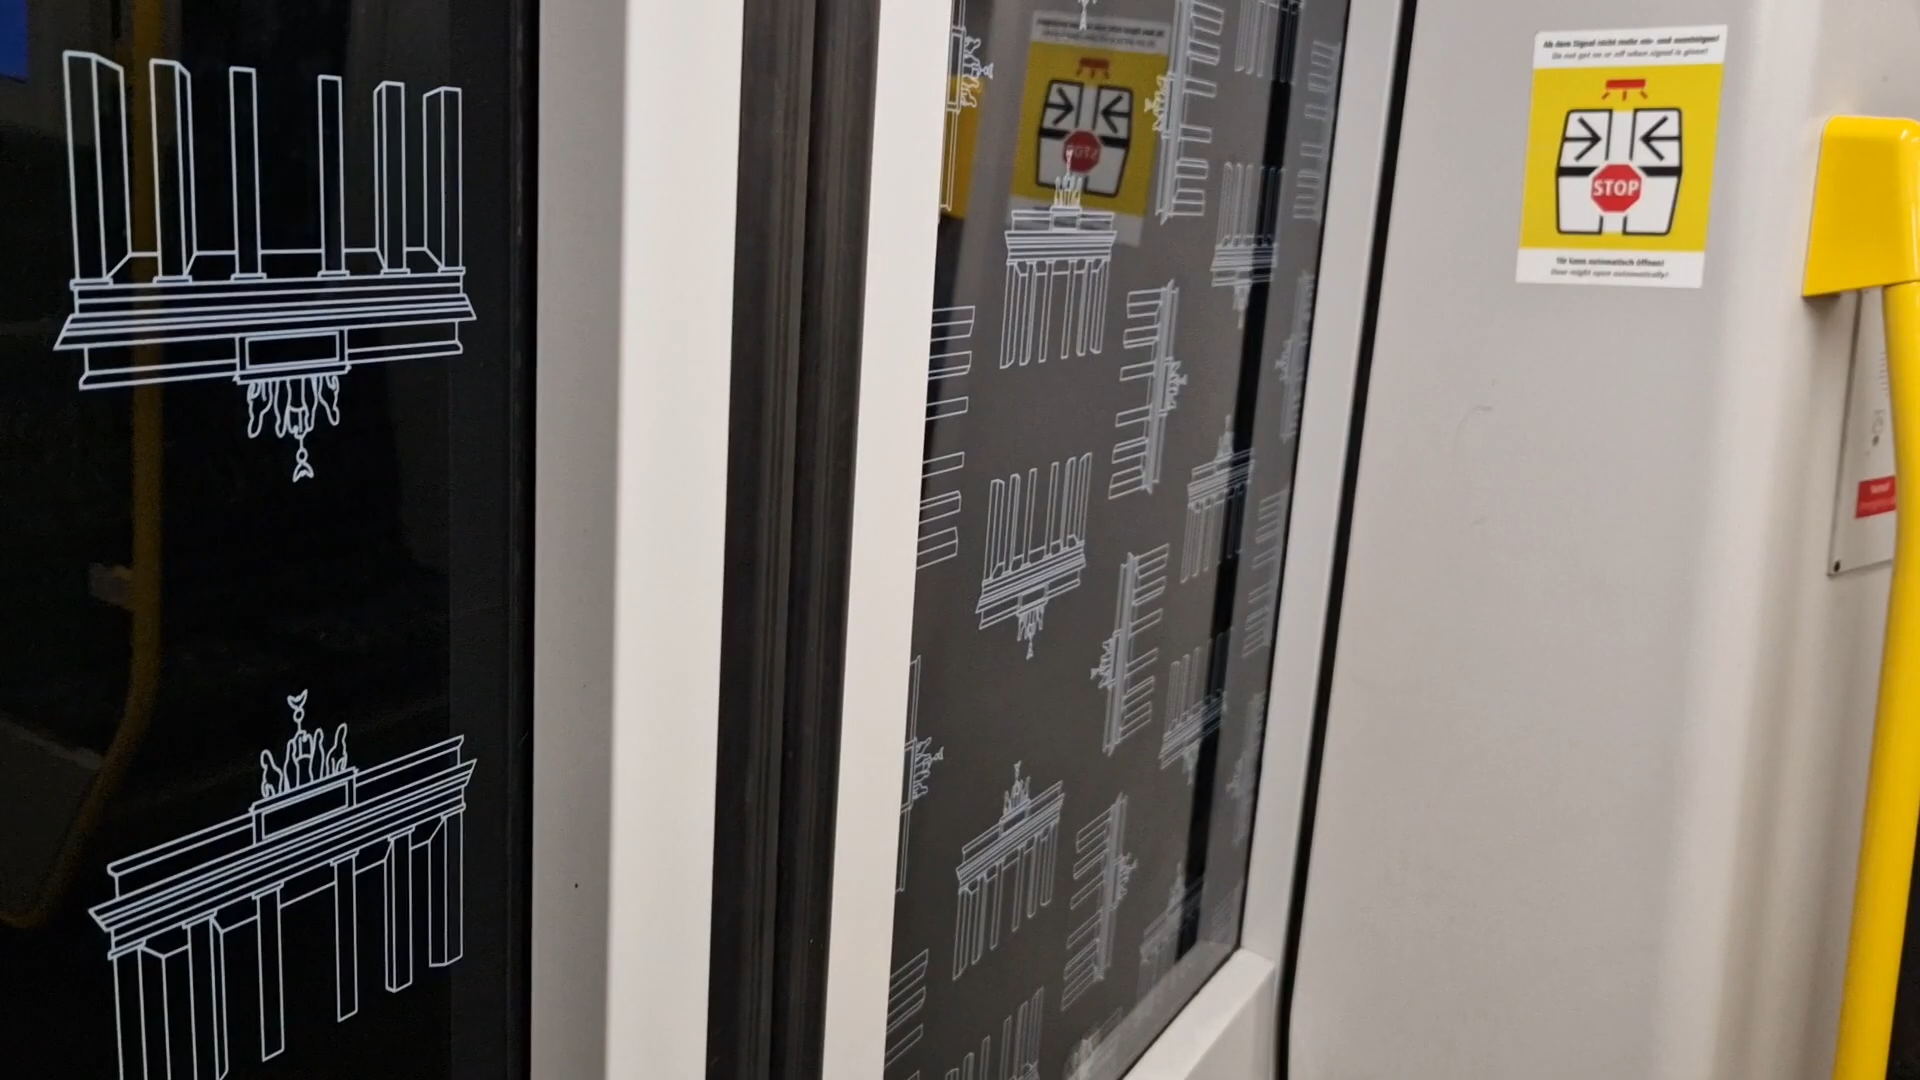 Ab dem Signal nicht mehr ein- und aussteigen!
Do not get on or off when signal is given!
STOP
Tür kann automatisch öffnen!
Door might open automatically!